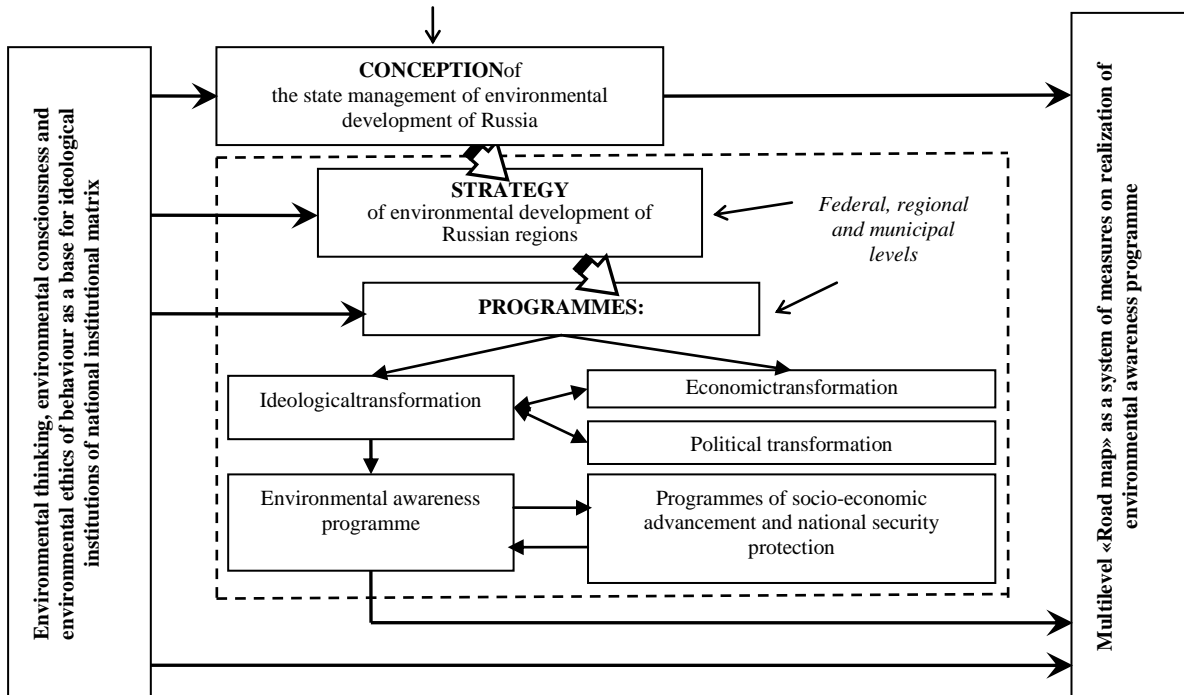 Environmental thinking, environmental consciousness and
environmental ethics of behaviour as a base for ideological
institutions of national institutional matrix
CONCEPTIONof
the state management of environmental
development of Russia
STRATEGY
of environmental development of
Russian regions
Federal, regional
and municipal
levels
PROGRAMMES:
Ideologicaltransformation
Economictransformation
Political transformation
Environmental awareness
programme
Programmes of socio-economic
advancement and national security
protection
Multilevel «Road map» as a system of measures on realization of
environmental awareness programme